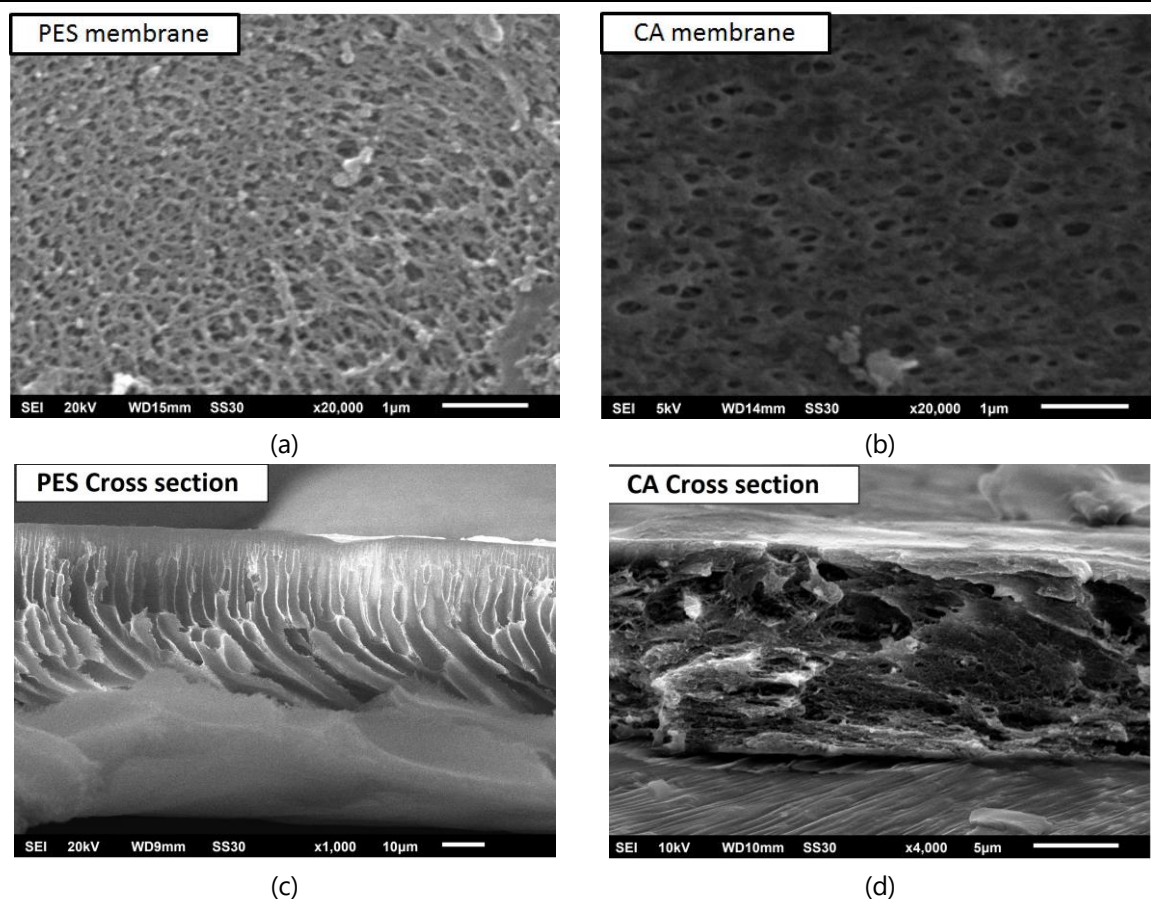 PES membrane
CA membrane
SEI 20kV WD15mm SS30 x20,000 1µm
SEI 5kV WD14mm SS30 x20,000 1µm
(a)
(b)
PES Cross section
CA Cross section
SEI 20kV WD9mm SS30 x1,000 10µm
SEI 10kV WD10mm SS30 x4,000 5µm
(c)
(d)